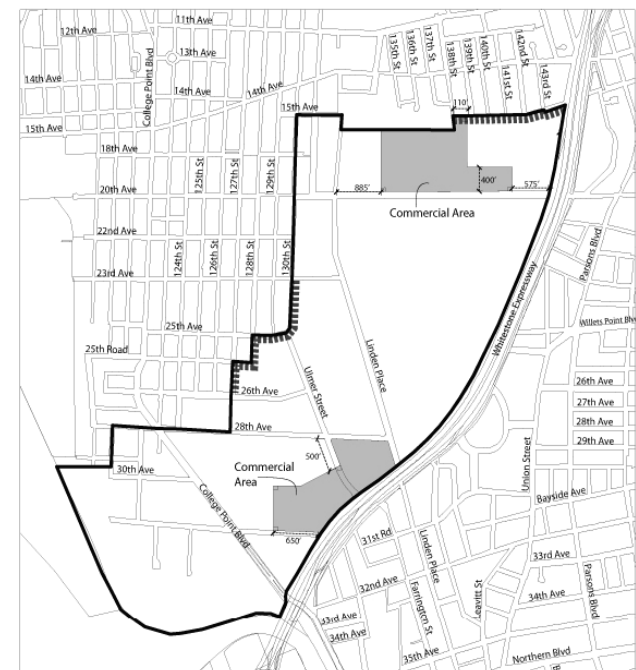 11th Ave
12th Ave
13th Ave
14th Ave
14th Ave
14th Ave
15th Ave
15th Ave
18th Ave
20th Ave
22nd Ave
23rd Ave
25th Ave
25th Road
26th Ave
28th Ave
30th Ave
College Point Blvd
124th St
125th St
126th St
127th St
128th St
129th St
130th St
135th St
136th St
137th St
138th St
139th St
140th St
141st St
142nd St
143rd St
110'
885'
400'
575'
Commercial Area
Linden Place
Ulmer Street
Whitestone Expressway
Parsons Blvd
Willets Point Blvd
26th Ave
27th Ave
28th Ave
29th Ave
Union Street
Bayside Ave
500'
Commercial
Area
650'
College Point Blvd
31st Rd
32nd Ave
33rd Ave
34th Ave
35th Ave
Linden Place
Farrington St
Leavitt St
33rd Ave
34th Ave
Parsons Blvd
Northern Blvd